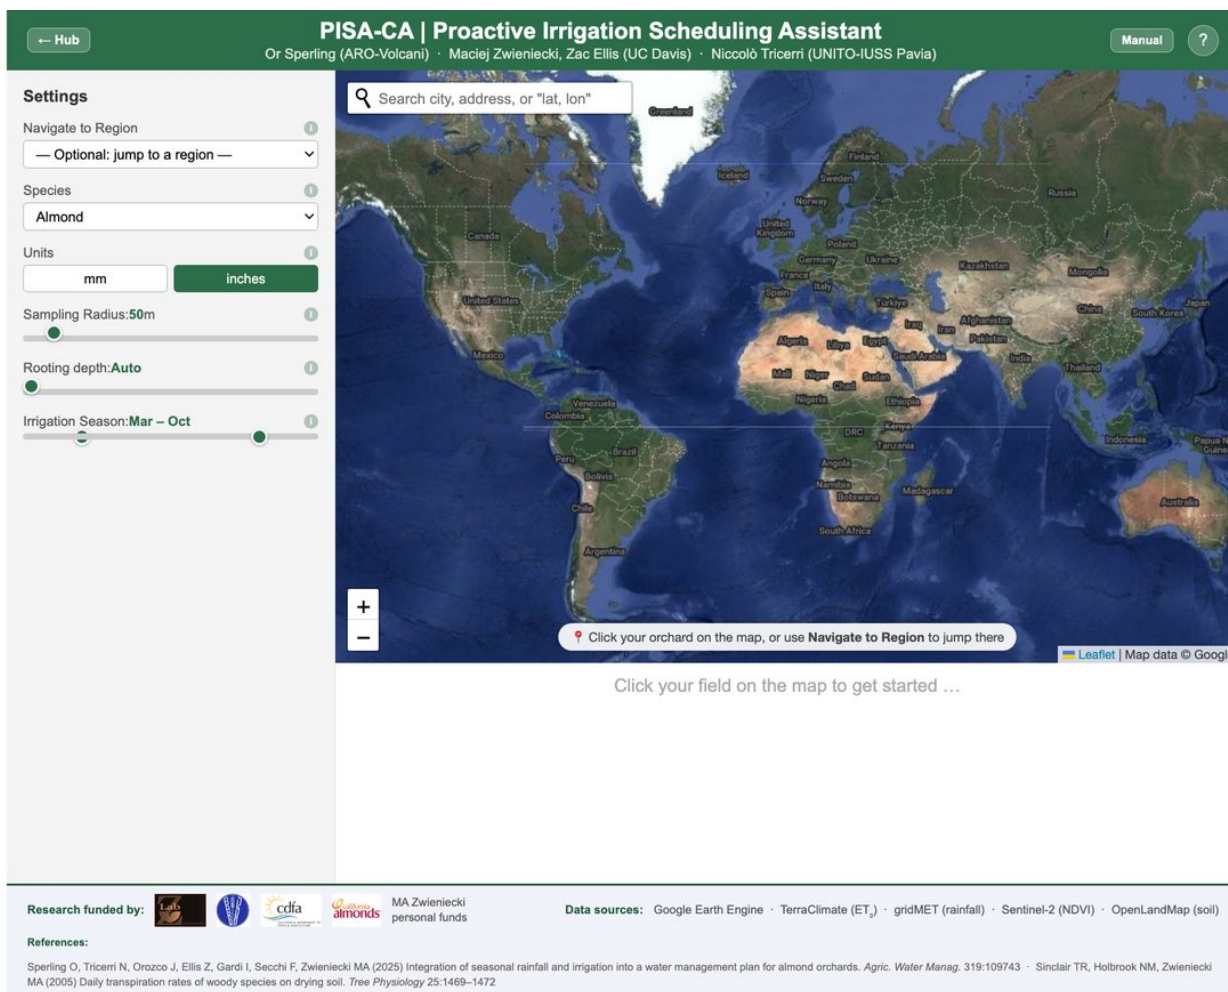 ← Hub
PISA-CA | Proactive Irrigation Scheduling Assistant
Or Sperling (ARO-Volcani) · Maciej Zwieniecki, Zac Ellis (UC Davis) · Niccolò Tricerri (UNITO-IUSS Pavia)
Manual
?
Settings
Navigate to Region
— Optional: jump to a region —
Species
Almond
Units
mm
inches
Sampling Radius:50m
Rooting depth:Auto
Irrigation Season:Mar – Oct
Search city, address, or "lat, lon"
Greenland
Iceland
Finland
Sweden
Norway
Russia
United Kingdom
Canada
Poland
Germany
Ukraine
Kazakhstan
Mongolia
France
Italy
Spain
Türkiye
United States
China
South Korea
Japan
Iraq
Iran
Afghanistan
Pakistan
Algeria
Libya
Egypt
Saudi Arabia
India
Mexico
Mali
Niger
Chad
Sudan
Thailand
Nigeria
Ethiopia
Venezuela
Colombia
Kenya
DRC
Tanzania
Indonesia
Papua N
Guine
Peru
Brazil
Bolivia
Angola
Namibia
Botswana
Madagascar
Australia
Chile
South Africa
Argentina
+
−
Click your orchard on the map, or use Navigate to Region to jump there
Leaflet | Map data © Googl
Click your field on the map to get started …
Research funded by:
Lab
cdfa
california almonds
MA Zwieniecki
personal funds
Data sources: Google Earth Engine · TerraClimate (ET₀) · gridMET (rainfall) · Sentinel-2 (NDVI) · OpenLandMap (soil)
References:
Sperling O, Tricerri N, Orozco J, Ellis Z, Gardi I, Secchi F, Zwieniecki MA (2025) Integration of seasonal rainfall and irrigation into a water management plan for almond orchards. Agric. Water Manag. 319:109743 · Sinclair TR, Holbrook NM, Zwieniecki
MA (2005) Daily transpiration rates of woody species on drying soil. Tree Physiology 25:1469–1472